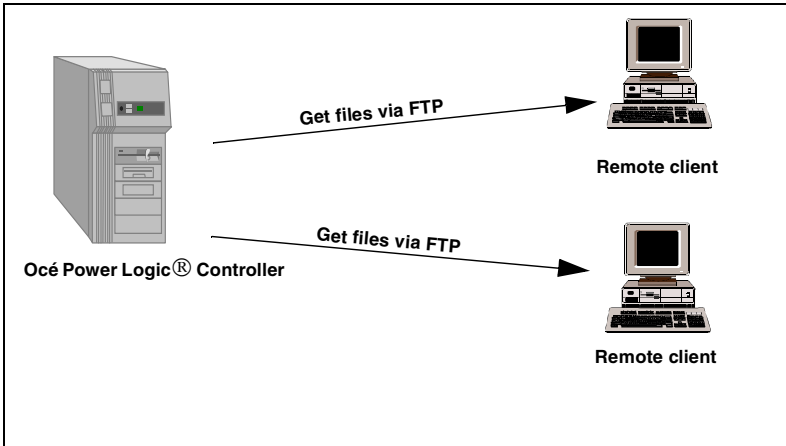 Get files via FTP
Remote client
Get files via FTP
Océ Power Logic® Controller
Remote client